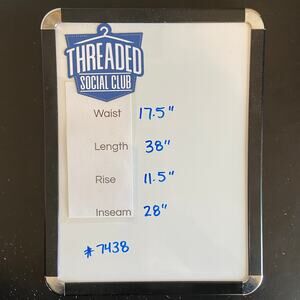 THREADED
SOCIAL CLUB
Waist 17.5"
Length 38"
Rise 11.5"
Inseam 28"
#7438